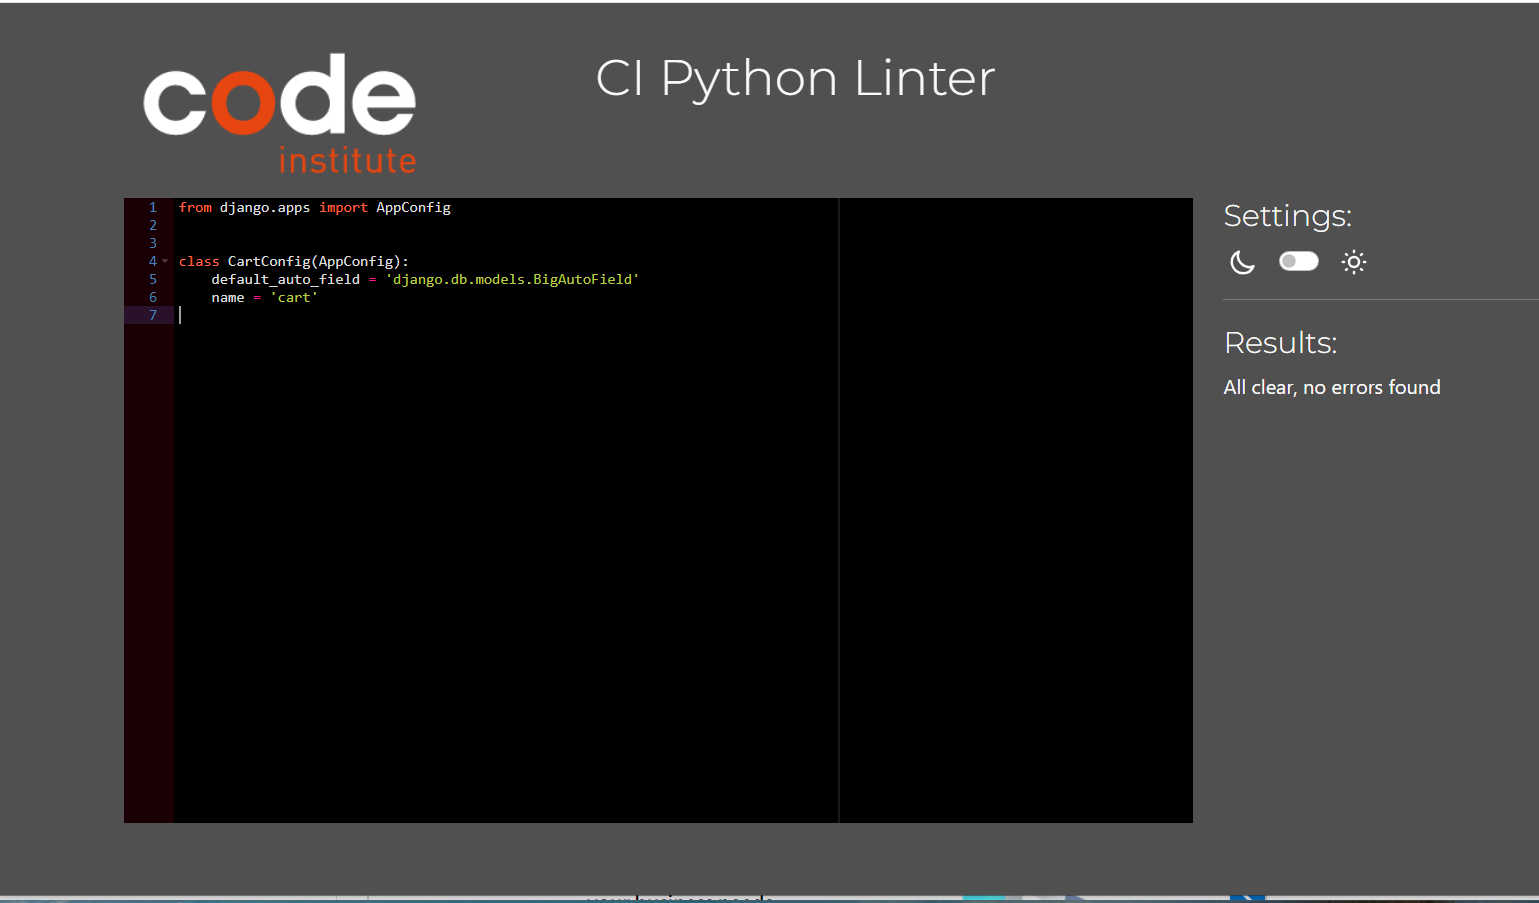 code
institute
CI Python Linter
1 from django.apps import AppConfig
2
3
4 class CartConfig(AppConfig):
5     default_auto_field = 'django.db.models.BigAutoField'
6     name = 'cart'
7
Settings:
Results:
All clear, no errors found